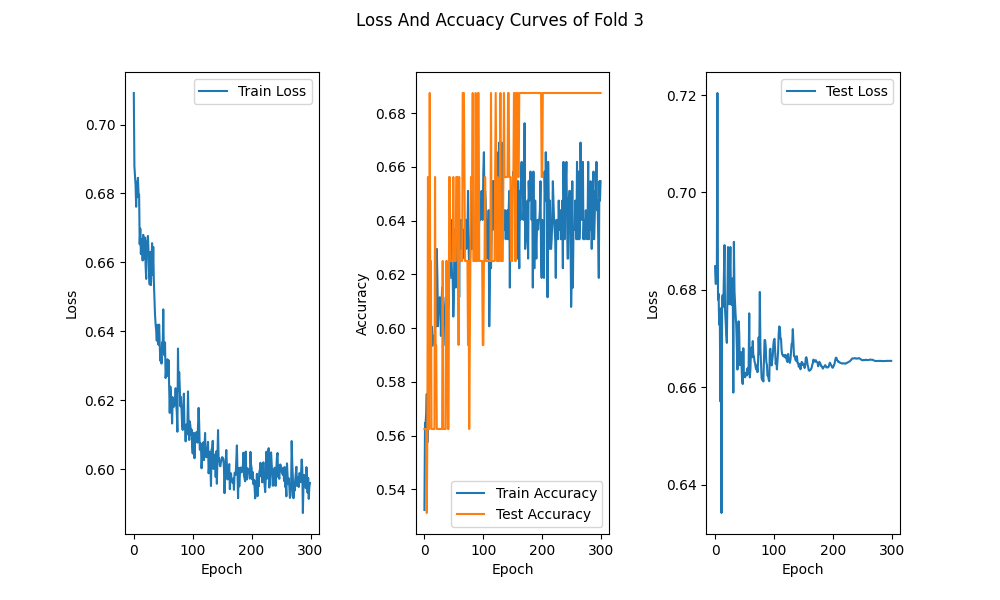 Loss And Accuacy Curves of Fold 3
Loss
0.70
0.68
0.66
0.64
0.62
0.60
0 100 200 300
Epoch
Train Loss
Accuracy
0.68
0.66
0.64
0.62
0.60
0.58
0.56
0.54
0 100 200 300
Epoch
Train Accuracy
Test Accuracy
Loss
0.72
0.70
0.68
0.66
0.64
0 100 200 300
Epoch
Test Loss